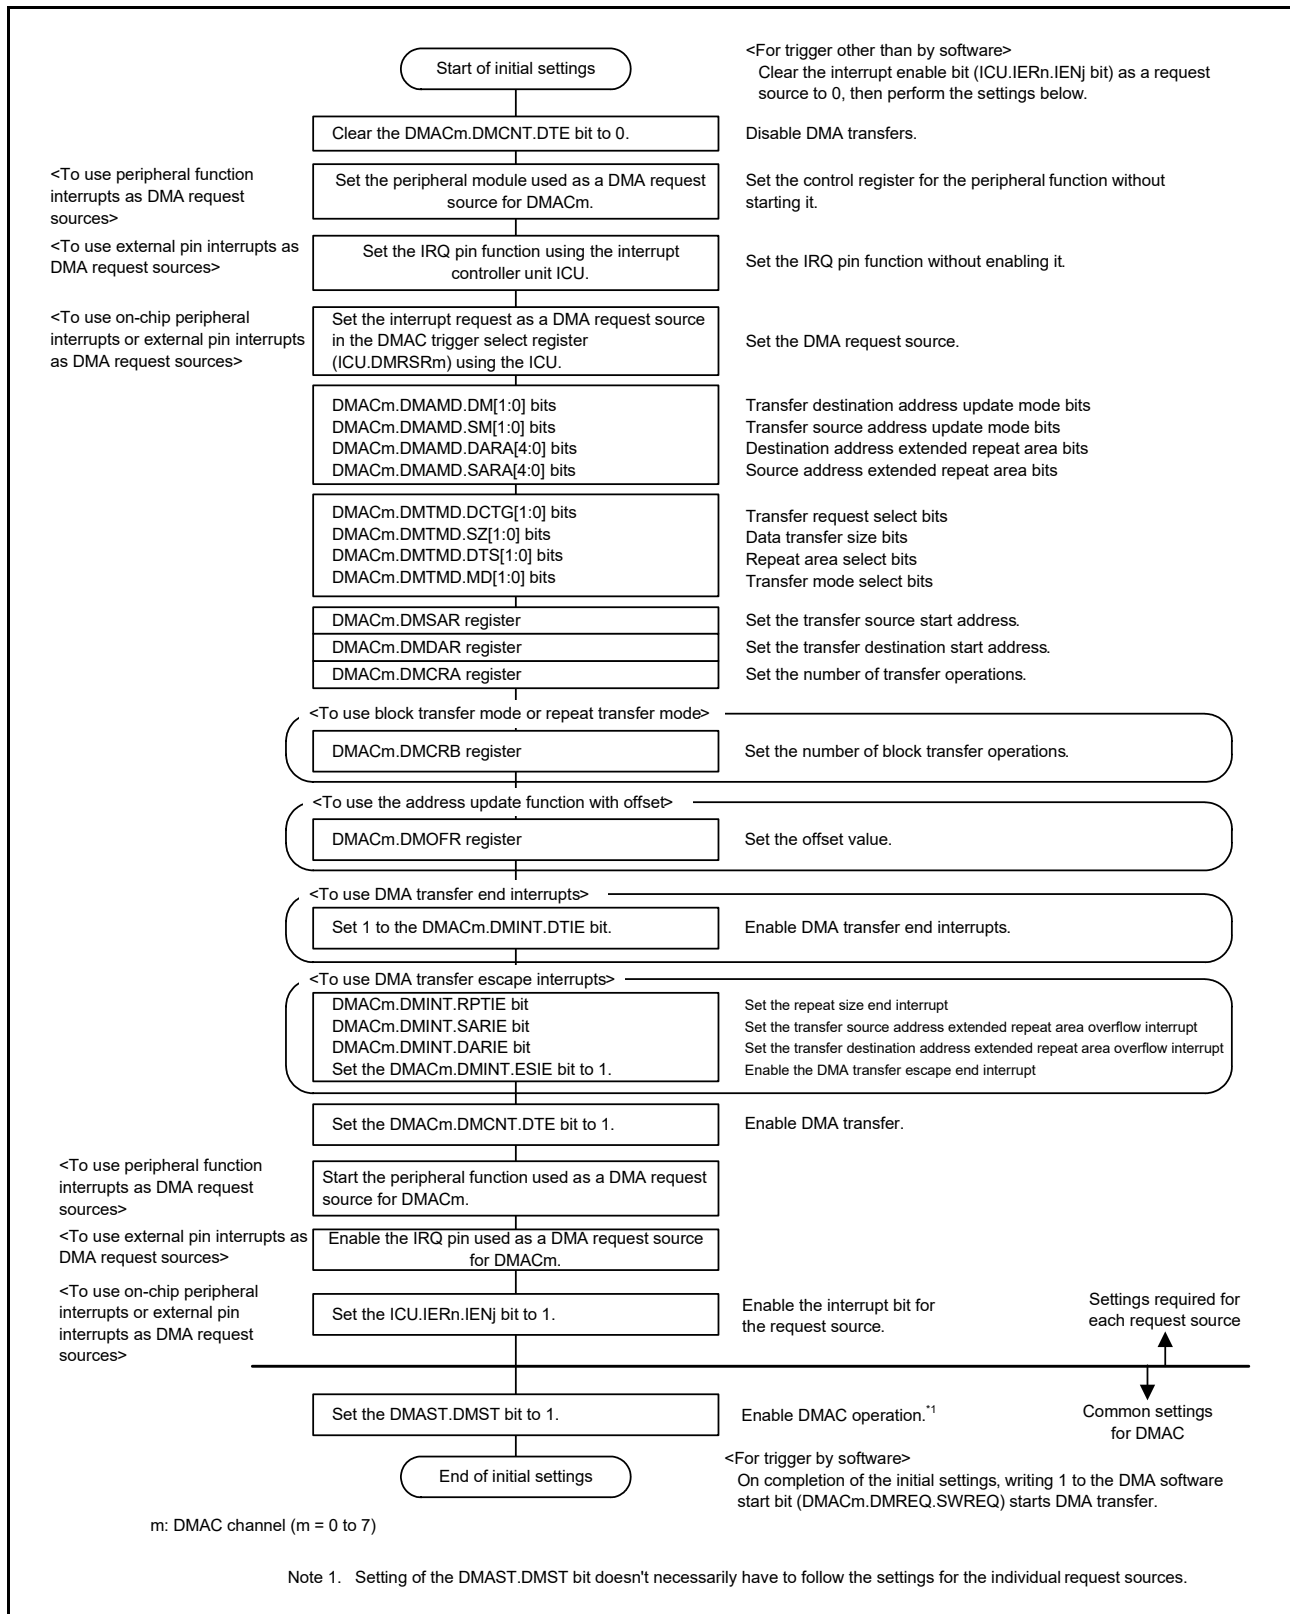 <For trigger other than by software>
Start of initial settings
Clear the interrupt enable bit (ICU.IERn.IENj bit) as a request
source to 0, then perform the settings below.
Clear the DMACm.DMCNT.DTE bit to 0.
Disable DMA transfers.
<To use peripheral function
interrupts as DMA request
sources>
Set the peripheral module used as a DMA request
source for DMACm.
Set the control register for the peripheral function without
starting it.
<To use external pin interrupts as
DMA request sources>
Set the IRQ pin function using the interrupt
controller unit ICU.
Set the IRQ pin function without enabling it.
<To use on-chip peripheral
interrupts or external pin interrupts
as DMA request sources>
Set the interrupt request as a DMA request source
in the DMAC trigger select register
(ICU.DMRSRm) using the ICU.
Set the DMA request source.
DMACm.DMAMD.DM[1:0] bits
Transfer destination address update mode bits
DMACm.DMAMD.SM[1:0] bits
Transfer source address update mode bits
DMACm.DMAMD.DARA[4:0] bits
Destination address extended repeat area bits
DMACm.DMAMD.SARA[4:0] bits
Source address extended repeat area bits
DMACm.DMTMD.DCTG[1:0] bits
Transfer request select bits
DMACm.DMTMD.SZ[1:0] bits
Data transfer size bits
DMACm.DMTMD.DTS[1:0] bits
Repeat area select bits
DMACm.DMTMD.MD[1:0] bits
Transfer mode select bits
DMACm.DMSAR register
Set the transfer source start address.
DMACm.DMDAR register
Set the transfer destination start address.
DMACm.DMCRA register
Set the number of transfer operations.
<To use block transfer mode or repeat transfer mode>
DMACm.DMCRB register
Set the number of block transfer operations.
<To use the address update function with offset>
DMACm.DMOFR register
Set the offset value.
<To use DMA transfer end interrupts>
Set 1 to the DMACm.DMINT.DTIE bit.
Enable DMA transfer end interrupts.
<To use DMA transfer escape interrupts>
DMACm.DMINT.RPTIE bit
Set the repeat size end interrupt
DMACm.DMINT.SARIE bit
Set the transfer source address extended repeat area overflow interrupt
DMACm.DMINT.DARIE bit
Set the transfer destination address extended repeat area overflow interrupt
Set the DMACm.DMINT.ESIE bit to 1.
Enable the DMA transfer escape end interrupt
Set the DMACm.DMCNT.DTE bit to 1.
Enable DMA transfer.
<To use peripheral function
interrupts as DMA request
sources>
Start the peripheral function used as a DMA request
source for DMACm.
<To use external pin interrupts as
DMA request sources>
Enable the IRQ pin used as a DMA request source
for DMACm.
<To use on-chip peripheral
interrupts or external pin
interrupts as DMA request
sources>
Set the ICU.IERn.IENj bit to 1.
Enable the interrupt bit for
the request source.
Settings required for
each request source
Set the DMAST.DMST bit to 1.
Enable DMAC operation.*1
Common settings
for DMAC
End of initial settings
<For trigger by software>
On completion of the initial settings, writing 1 to the DMA software
start bit (DMACm.DMREQ.SWREQ) starts DMA transfer.
m: DMAC channel (m = 0 to 7)
Note 1. Setting of the DMAST.DMST bit doesn't necessarily have to follow the settings for the individual request sources.